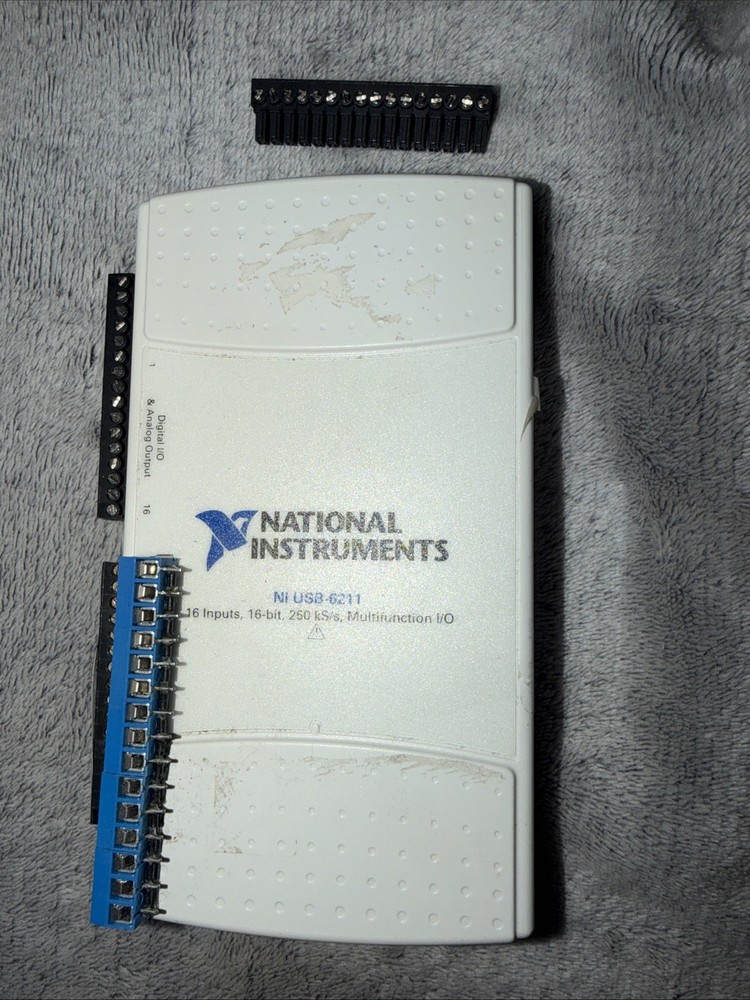 1
Digital I/O
& Analog Output
16
NATIONAL
INSTRUMENTS
NI USB-6211
16 Inputs, 16-bit, 250 kS/s, Multifunction I/O